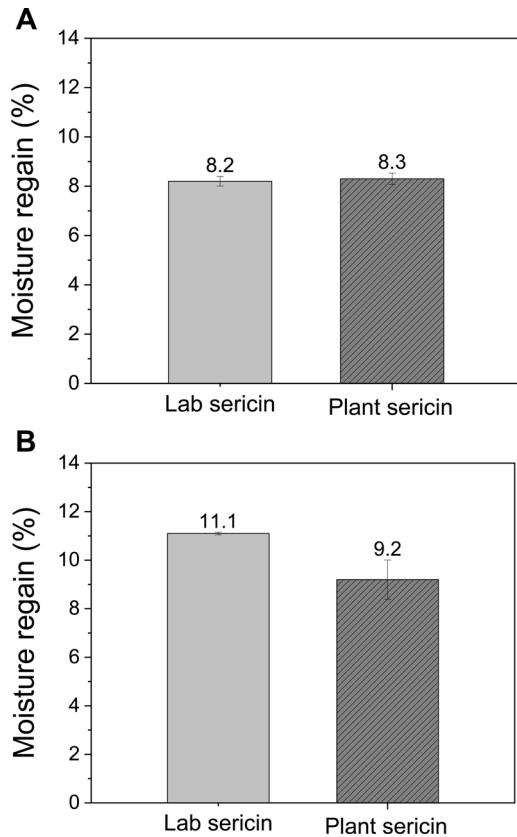 A
Moisture regain (%)
14
12
10
8
6
4
2
0
8.2
8.3
Lab sericin
Plant sericin
B
Moisture regain (%)
14
12
10
8
6
4
2
0
11.1
9.2
Lab sericin
Plant sericin